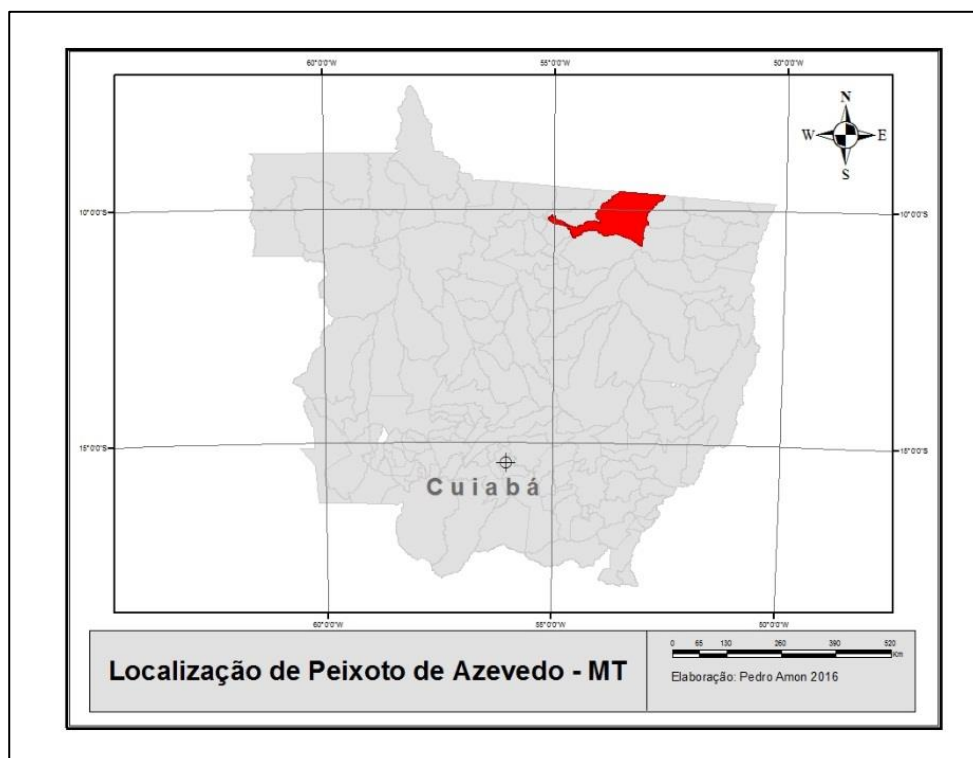 60°0'0"W 55°0'0"W 50°0'0"W
N
W E
S
10°0'0"S 10°0'0"S
15°0'0"S 15°0'0"S
Cuiabá
60°0'0"W 55°0'0"W 50°0'0"W
Localização de Peixoto de Azevedo - MT
0 65 130 260 390 520
Km
Elaboração: Pedro Amon 2016